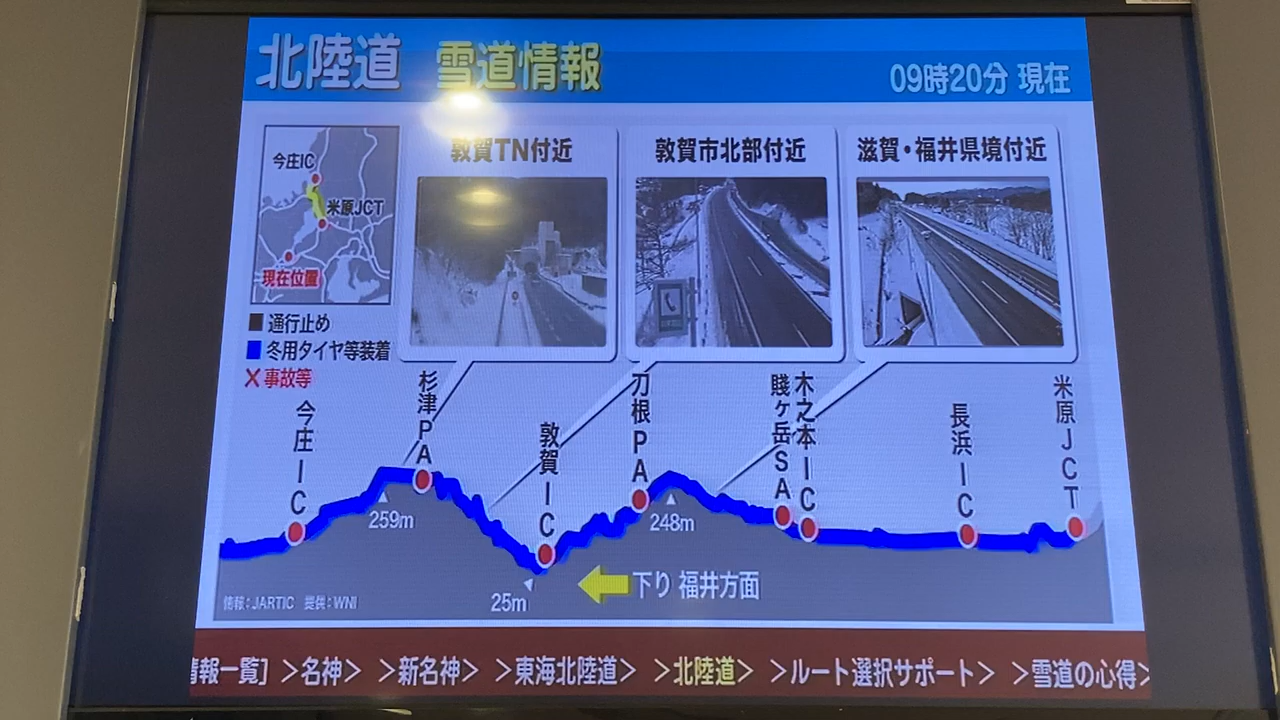 北陸道 雪道情報
09時20分 現在
今庄IC
米原JCT
現在位置
通行止め
冬用タイヤ等装着
事故等
敦賀TN付近
敦賀市北部付近
滋賀・福井県境付近
今庄IC
杉津PA
敦賀IC
刀根PA
賤ヶ岳SA
木之本IC
長浜IC
米原JCT
259m
25m
248m
下り 福井方面
情報:JARTIC 提供:WNI
情報一覧] >名神> >新名神> >東海北陸道> >北陸道> >ルート選択サポート> >雪道の心得>